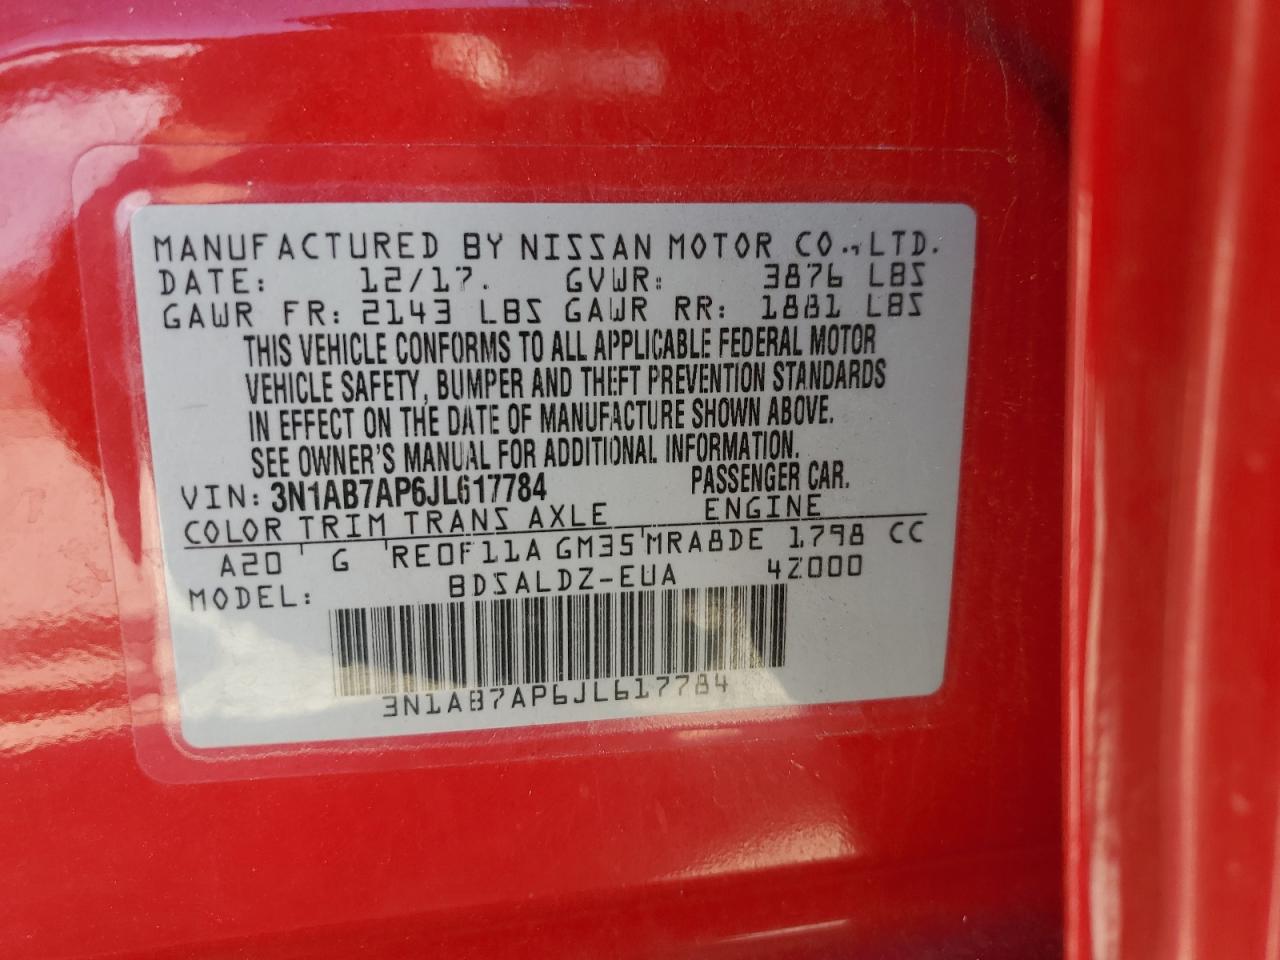 MANUFACTURED BY NISSAN MOTOR CO., LTD.
DATE: 12/17. GVWR: 3876 LBS
GAWR FR: 2143 LBS GAWR RR: 1881 LBS
THIS VEHICLE CONFORMS TO ALL APPLICABLE FEDERAL MOTOR
VEHICLE SAFETY, BUMPER AND THEFT PREVENTION STANDARDS
IN EFFECT ON THE DATE OF MANUFACTURE SHOWN ABOVE.
SEE OWNER'S MANUAL FOR ADDITIONAL INFORMATION.
VIN: 3N1AB7AP6JL617784 PASSENGER CAR.
COLOR TRIM TRANS AXLE ENGINE
A20 G RE0F11A GM35 MRA8DE 1.798 CC
MODEL: BDSALDZ-EUA 4Z000
3N1AB7AP6JL617784